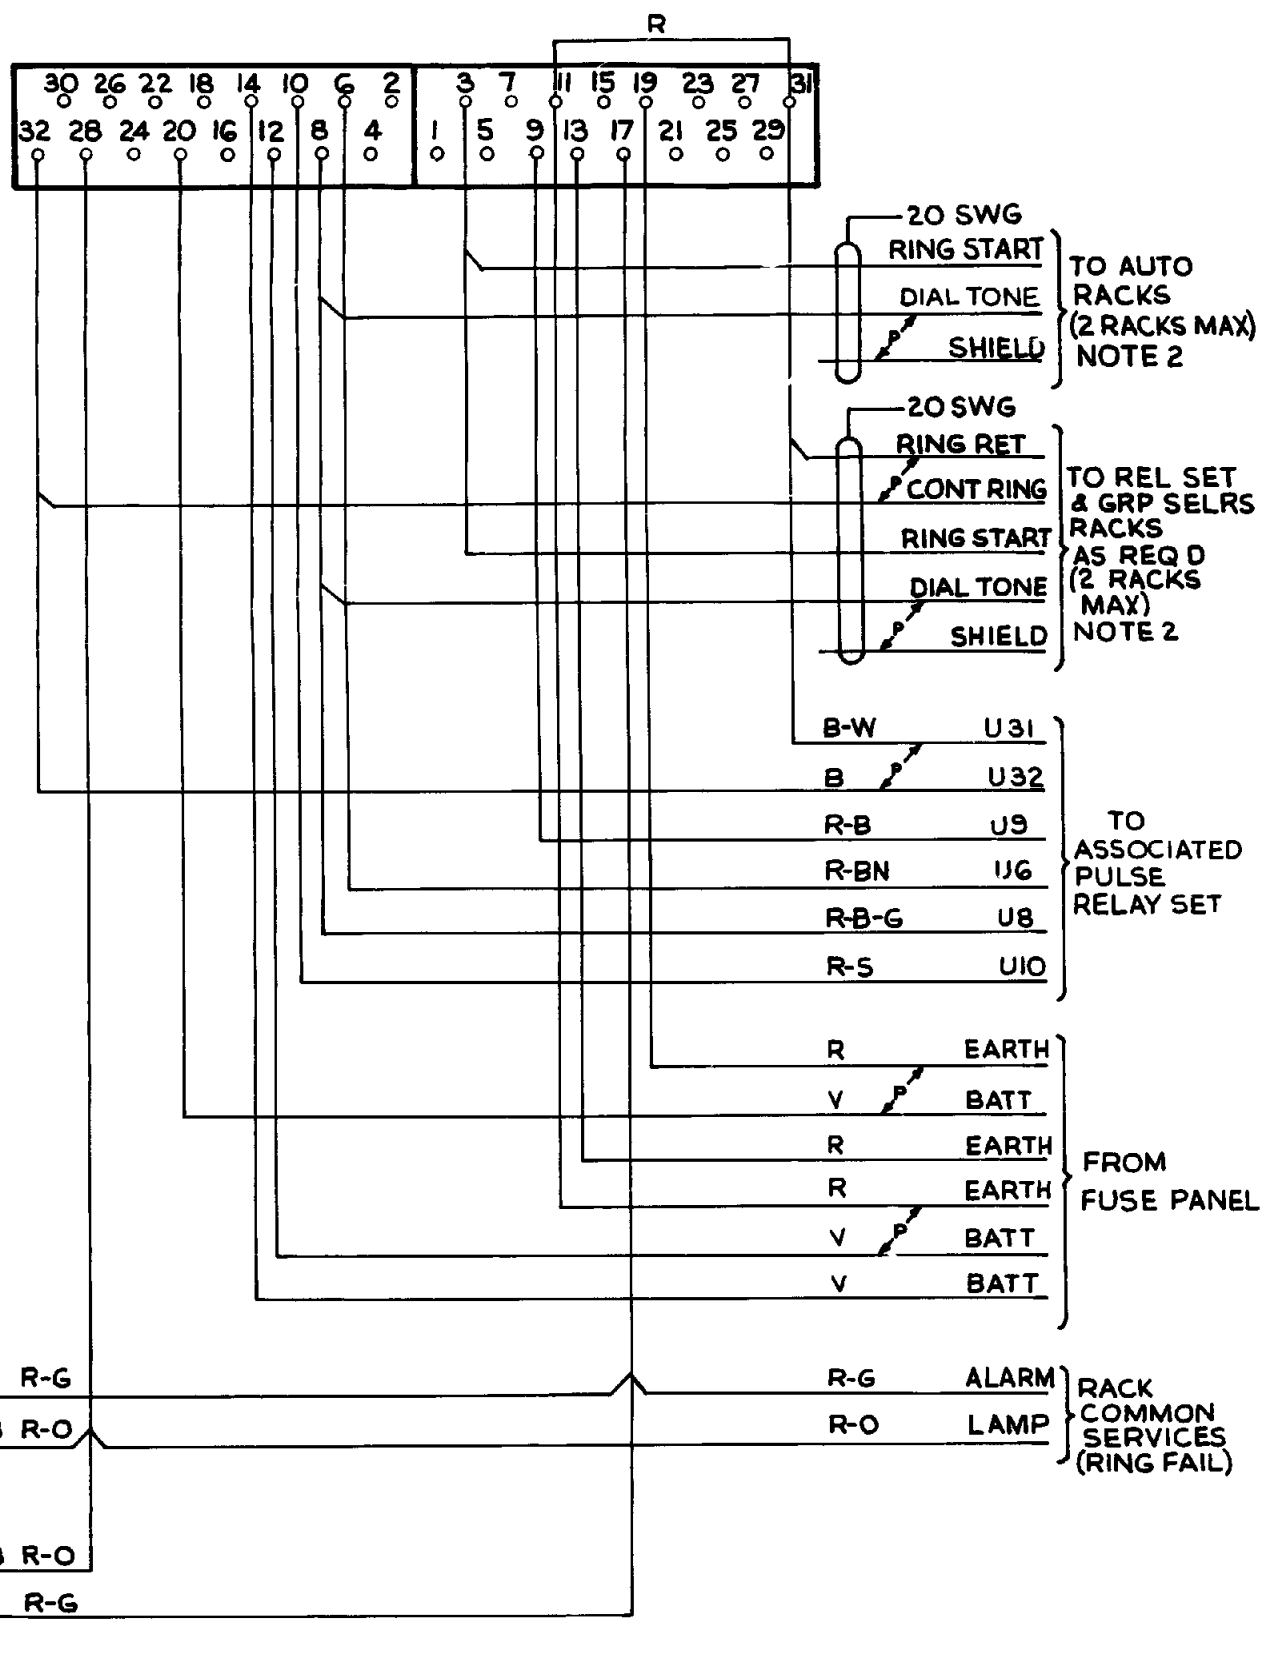 R
30 26 22 18 14 10 6 2 3 7 11 15 19 23 27 31
32 28 24 20 16 12 8 4 1 5 9 13 17 21 25 29
20 SWG
RING START
DIAL TONE
P
SHIELD
TO AUTO
RACKS
(2 RACKS MAX)
NOTE 2
20 SWG
RING RET
P
CONT RING
RING START
DIAL TONE
P
SHIELD
TO REL SET
& GRP SELRS
RACKS
AS REQ D
(2 RACKS
MAX)
NOTE 2
B-W U31
P
B U32
R-B U9
R-BN U6
R-B-G U8
R-S U10
TO
ASSOCIATED
PULSE
RELAY SET
R EARTH
P
V BATT
R EARTH
R EARTH
P
V BATT
V BATT
FROM
FUSE PANEL
R-G R-G ALARM
R-O R-O LAMP
RACK
COMMON
SERVICES
(RING FAIL)
R-O
R-G